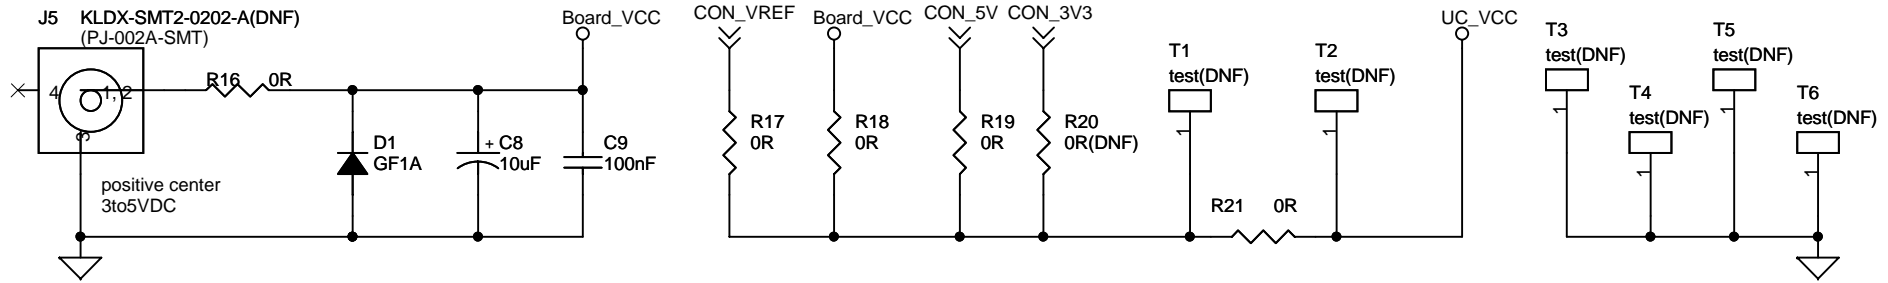 J5 KLDX-SMT2-0202-A(DNF)
(PJ-002A-SMT)
4
1, 2
3
R16 0R
positive center
3to5VDC
D1
GF1A
+ C8
10uF
Board_VCC
C9
100nF
CON_VREF
Board_VCC
CON_5V
CON_3V3
R17
0R
R18
0R
R19
0R
R20
0R(DNF)
T1
test(DNF)
1
R21 0R
T2
test(DNF)
1
UC_VCC
T3
test(DNF)
1
T4
test(DNF)
1
T5
test(DNF)
1
T6
test(DNF)
1